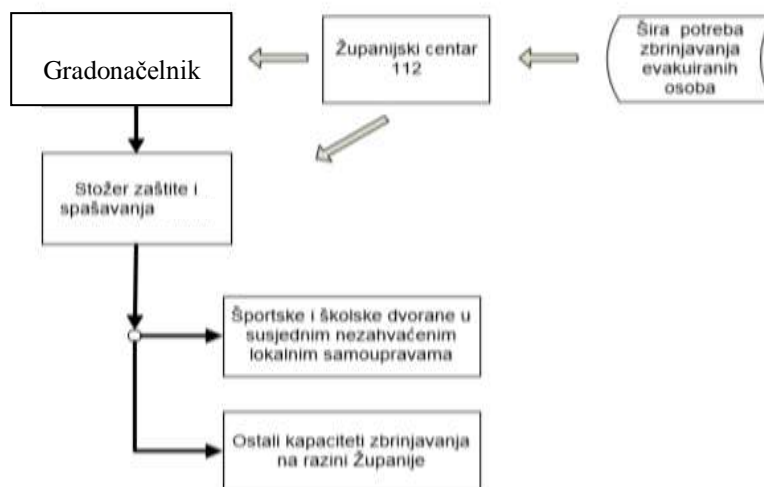 Gradonačelnik
Županijski centar
112
Šira potreba
zbrinjavanja
evakuiranih
osoba
Stožer zaštite i
spašavanja
Športske i školske dvorane u
susjednim nezahvaćenim
lokalnim samoupravama
Ostali kapaciteti zbrinjavanja
na razini Županije